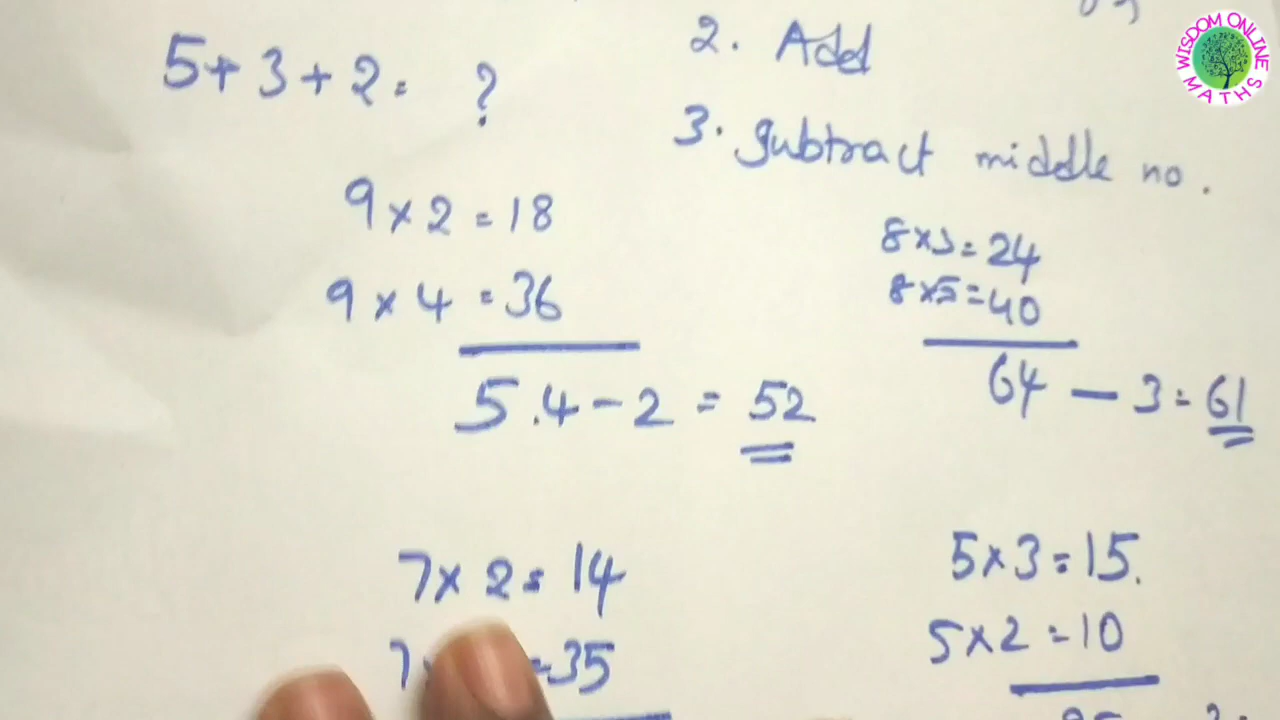 5+ 3 + 2 = ?
2. Add
3. Subtract middle no.
9 x 2 = 18
9 x 4 = 36
5.4 - 2 = 52
8 x 3 = 24
8 x 5 = 40
64 - 3 = 61
7 x 2 = 14
7 = 35
5 x 3 = 15.
5 x 2 = 10
WISDOM ONLINE MATHS